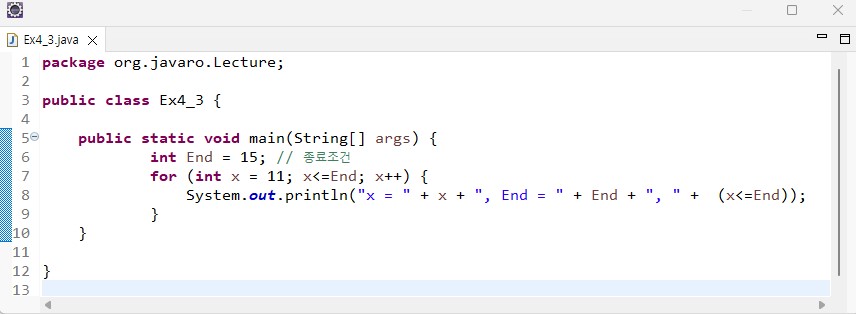 Ex4_3.java
1 package org.javaro.Lecture;
2
3 public class Ex4_3 {
4
5     public static void main(String[] args) {
6             int End = 15; // 종료조건
7             for (int x = 11; x<=End; x++) {
8                 System.out.println("x = " + x + ", End = " + End + ", " +  (x<=End));
9             }
10     }
11
12 }
13